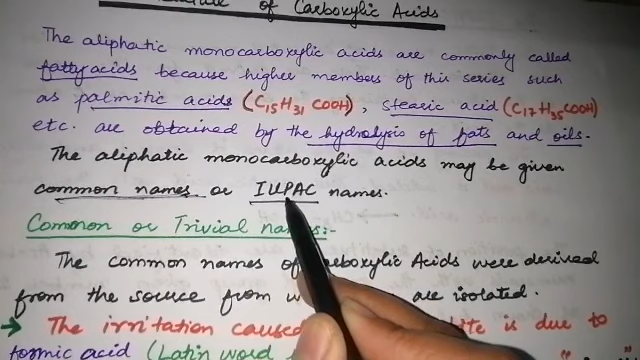 of Carboxylic Acids
The aliphatic monocarboxylic acids are commonly called
fatty acids because higher members of this series such
as palmitic acids (C15H31COOH), stearic acid (C17H35COOH)
etc. are obtained by the hydrolysis of fats and oils.
The aliphatic monocarboxylic acids may be given
common names or IUPAC names.
Common or Trivial names:-
The common names of Carboxylic Acids were derived
from the source from are isolated.
→ The irritation caused is due to
formic acid (Latin word